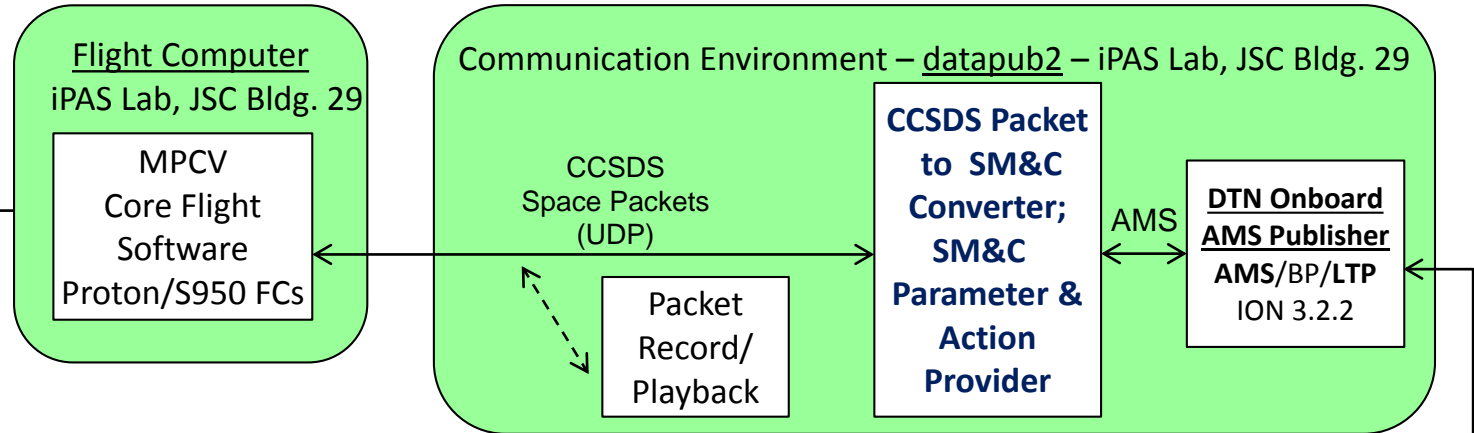 Flight Computer
iPAS Lab, JSC Bldg. 29
MPCV
Core Flight
Software
Proton/S950 FCs
Communication Environment – datapub2 – iPAS Lab, JSC Bldg. 29
CCSDS
Space Packets
(UDP)
Packet
Record/
Playback
CCSDS Packet
to SM&C
Converter;
SM&C
Parameter &
Action
Provider
AMS
DTN Onboard
AMS Publisher
AMS/BP/LTP
ION 3.2.2